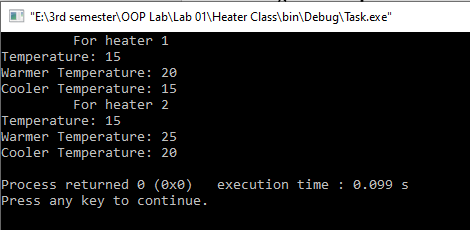 "E:\3rd semester\OOP Lab\Lab 01\Heater Class\bin\Debug\Task.exe"
For heater 1
Temperature: 15
Warmer Temperature: 20
Cooler Temperature: 15
For heater 2
Temperature: 15
Warmer Temperature: 25
Cooler Temperature: 20
Process returned 0 (0x0)   execution time : 0.099 s
Press any key to continue.